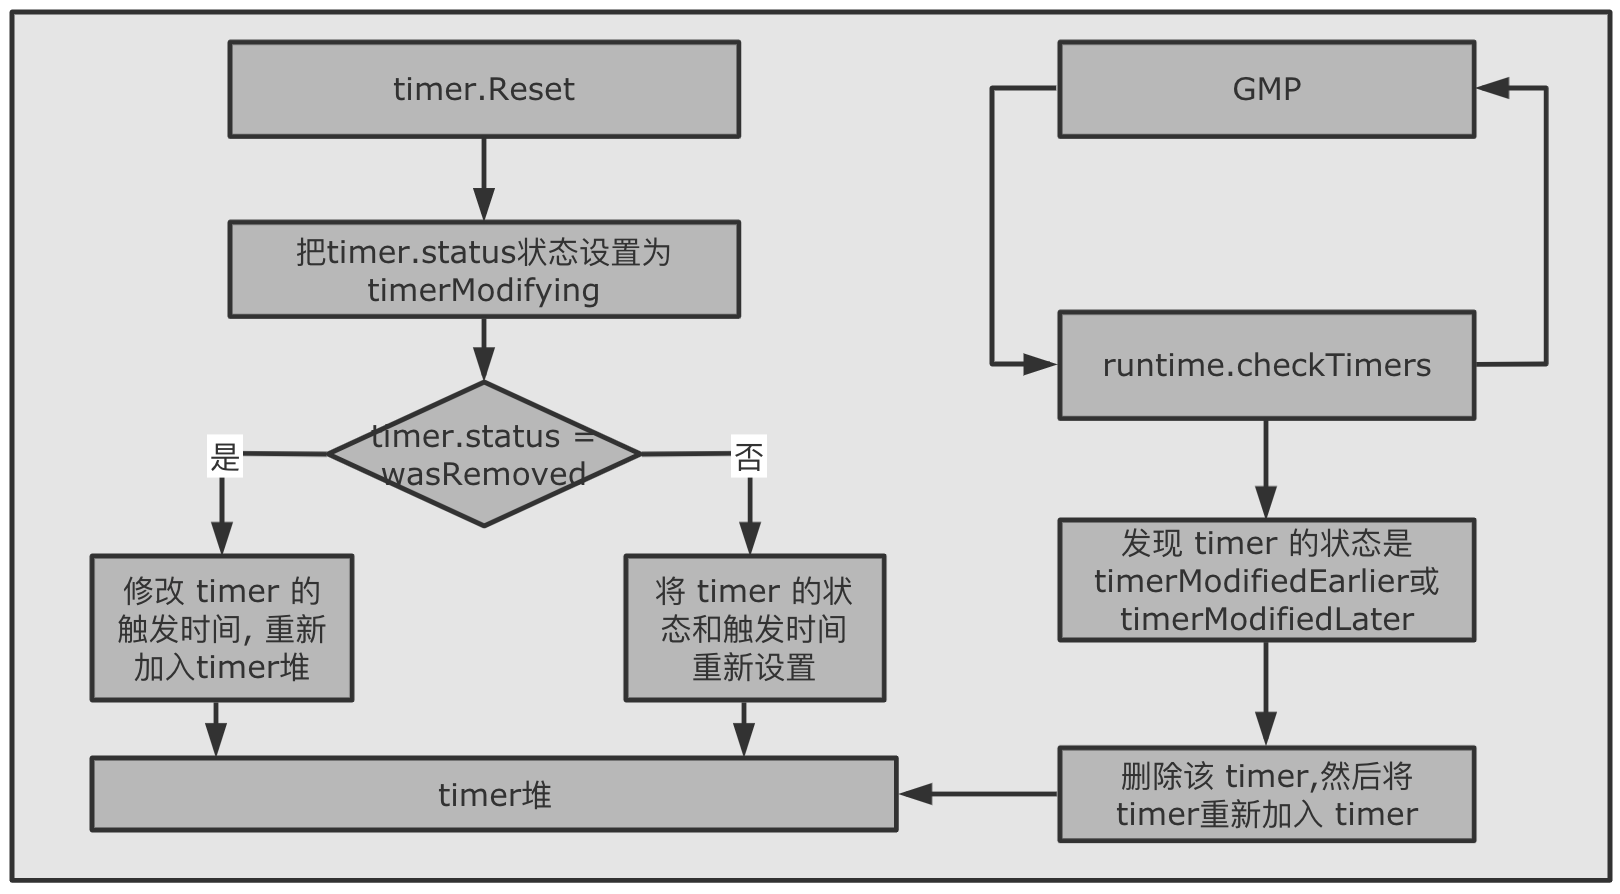 timer.Reset
把timer.status状态设置为
timerModifying
timer.status =
wasRemoved
是
否
修改 timer 的
触发时间, 重新
加入timer堆
将 timer 的状
态和触发时间
重新设置
timer堆
GMP
runtime.checkTimers
发现 timer 的状态是
timerModifiedEarlier或
timerModifiedLater
删除该 timer,然后将
timer重新加入 timer